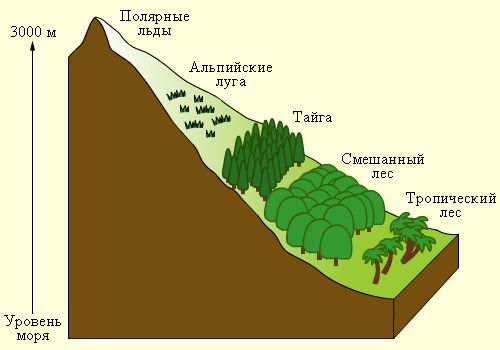 Полярные
льды
3000 м
Альпийские
луга
Тайга
Смешанный
лес
Тропический
лес
Уровень
моря